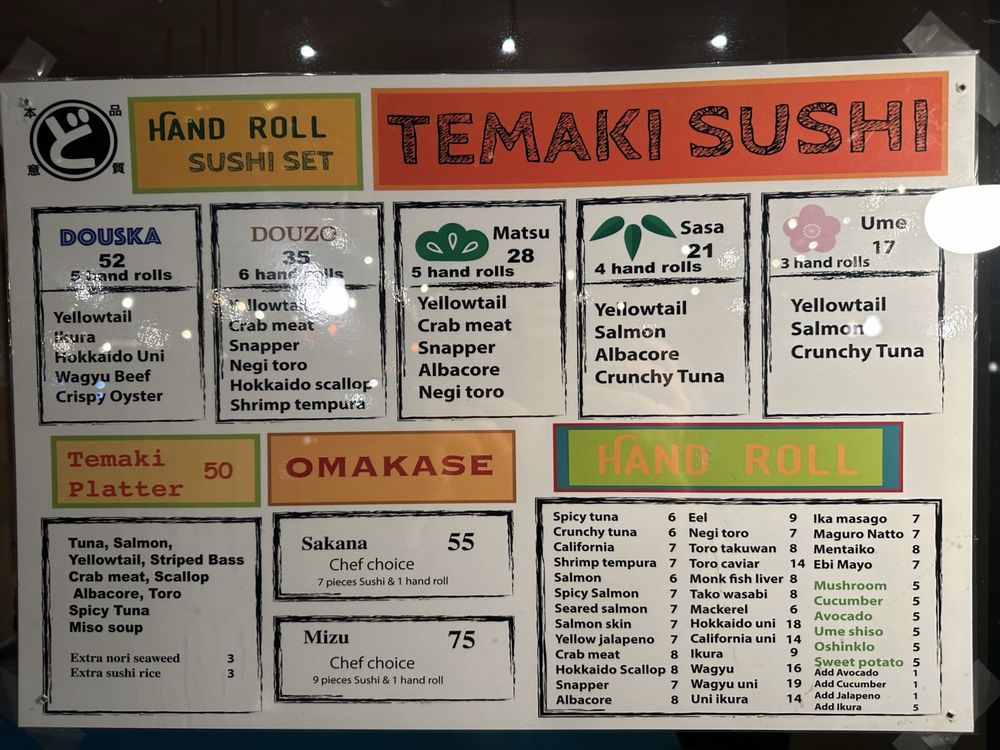 本 品
ど
意 質
HAND ROLL
SUSHI SET
TEMAKI SUSHI
DOUSKA
52
5 hand rolls
Yellowtail
Ikura
Hokkaido Uni
Wagyu Beef
Crispy Oyster
DOUZO
35
6 hand rolls
Yellowtail
Crab meat
Snapper
Negi toro
Hokkaido scallop
Shrimp tempura
Matsu
28
5 hand rolls
Yellowtail
Crab meat
Snapper
Albacore
Negi toro
Sasa
21
4 hand rolls
Yellowtail
Salmon
Albacore
Crunchy Tuna
Ume
17
3 hand rolls
Yellowtail
Salmon
Crunchy Tuna
Temaki
Platter 50
Tuna, Salmon,
Yellowtail, Striped Bass
Crab meat, Scallop
Albacore, Toro
Spicy Tuna
Miso soup
Extra nori seaweed 3
Extra sushi rice 3
OMAKASE
Sakana 55
Chef choice
7 pieces Sushi & 1 hand roll
Mizu 75
Chef choice
9 pieces Sushi & 1 hand roll
HAND ROLL
Spicy tuna 6
Crunchy tuna 6
California 7
Shrimp tempura 7
Salmon 6
Spicy Salmon 7
Seared salmon 7
Salmon skin 7
Yellow jalapeno 7
Crab meat 8
Hokkaido Scallop 8
Snapper 7
Albacore 8
Eel 9
Negi toro 7
Toro takuwan 8
Toro caviar 14
Monk fish liver 8
Tako wasabi 8
Mackerel 6
Hokkaido uni 18
California uni 14
Ikura 9
Wagyu 16
Wagyu uni 19
Uni ikura 14
Ika masago 7
Maguro Natto 7
Mentaiko 8
Ebi Mayo 7
Mushroom 5
Cucumber 5
Avocado 5
Ume shiso 5
Oshinklo 5
Sweet potato 5
Add Avocado 1
Add Cucumber 1
Add Jalapeno 1
Add Ikura 5